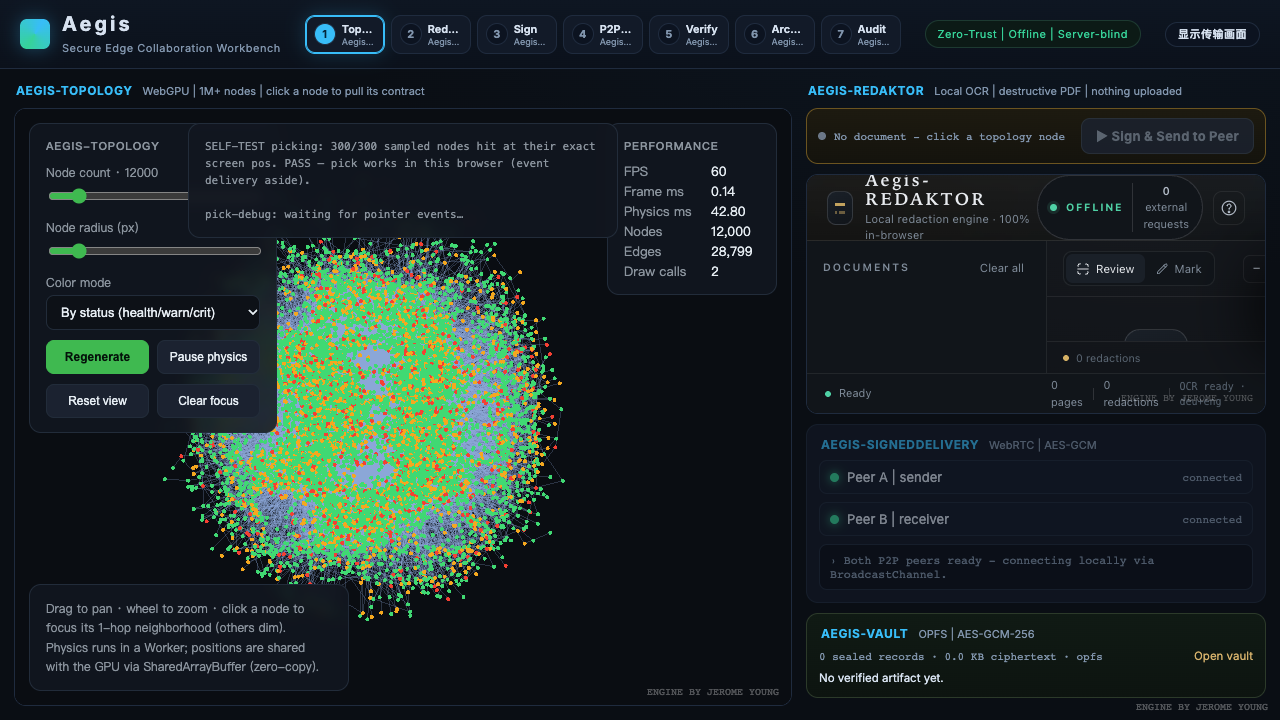 Aegis
Secure Edge Collaboration Workbench
1 Top... Aegis...
2 Red... Aegis...
3 Sign Aegis...
4 P2P... Aegis...
5 Verify Aegis...
6 Arc... Aegis...
7 Audit Aegis...
Zero-Trust | Offline | Server-blind
显示传输画面
AEGIS-TOPOLOGY WebGPU | 1M+ nodes | click a node to pull its contract
AEGIS-TOPOLOGY
Node count · 12000
Node radius (px)
Color mode
By status (health/warn/crit)
Regenerate
Pause physics
Reset view
Clear focus
SELF-TEST picking: 300/300 sampled nodes hit at their exact
screen pos. PASS — pick works in this browser (event
delivery aside).
pick-debug: waiting for pointer events…
PERFORMANCE
FPS 60
Frame ms 0.14
Physics ms 42.80
Nodes 12,000
Edges 28,799
Draw calls 2
Drag to pan · wheel to zoom · click a node to
focus its 1-hop neighborhood (others dim).
Physics runs in a Worker; positions are shared
with the GPU via SharedArrayBuffer (zero-copy).
ENGINE BY JEROME YOUNG
AEGIS-REDAKTOR Local OCR | destructive PDF | nothing uploaded
No document - click a topology node
▶ Sign & Send to Peer
Aegis-
REDAKTOR
Local redaction engine · 100%
in-browser
OFFLINE
0
external
requests
DOCUMENTS
Clear all
Review
Mark
−
0 redactions
Ready
0
pages
0
redactions
OCR ready ·
ENGINE BY JEROME YOUNG
AEGIS-SIGNEDDELIVERY WebRTC | AES-GCM
Peer A | sender connected
Peer B | receiver connected
› Both P2P peers ready - connecting locally via
BroadcastChannel.
AEGIS-VAULT OPFS | AES-GCM-256
0 sealed records · 0.0 KB ciphertext · opfs
Open vault
No verified artifact yet.
ENGINE BY JEROME YOUNG